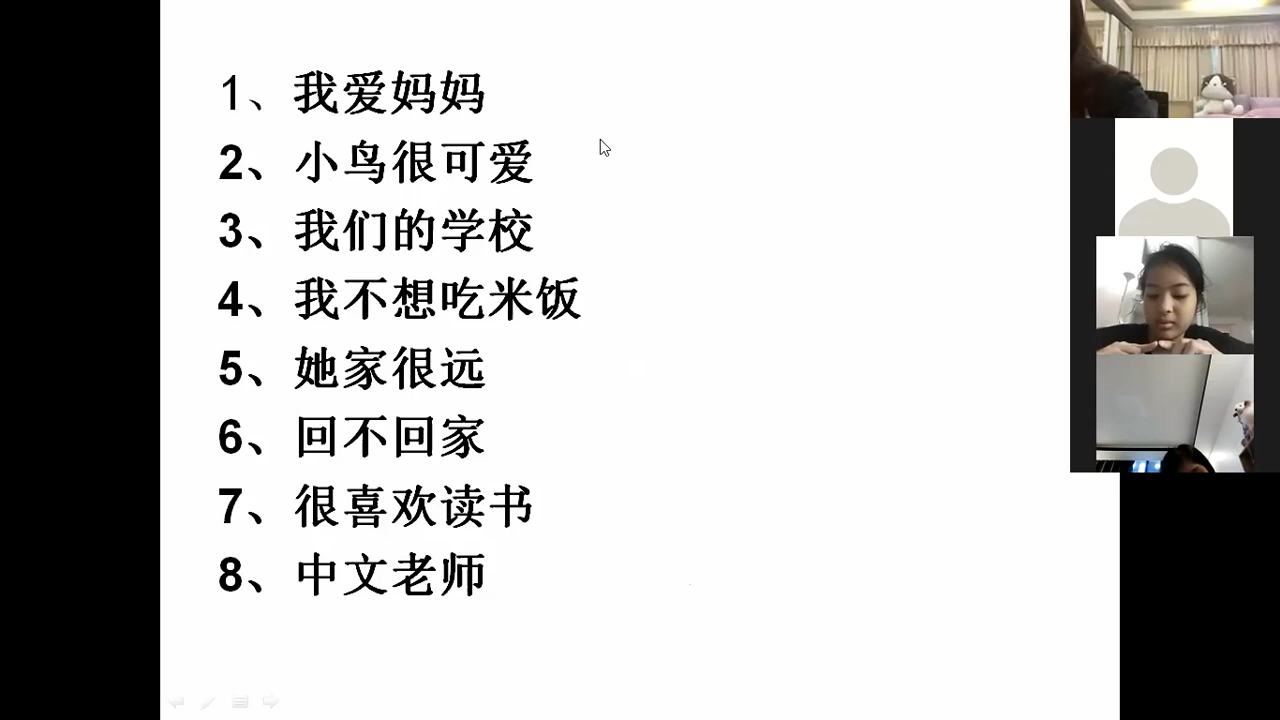 1、我爱妈妈
2、小鸟很可爱
3、我们的学校
4、我不想吃米饭
5、她家很远
6、回不回家
7、很喜欢读书
8、中文老师